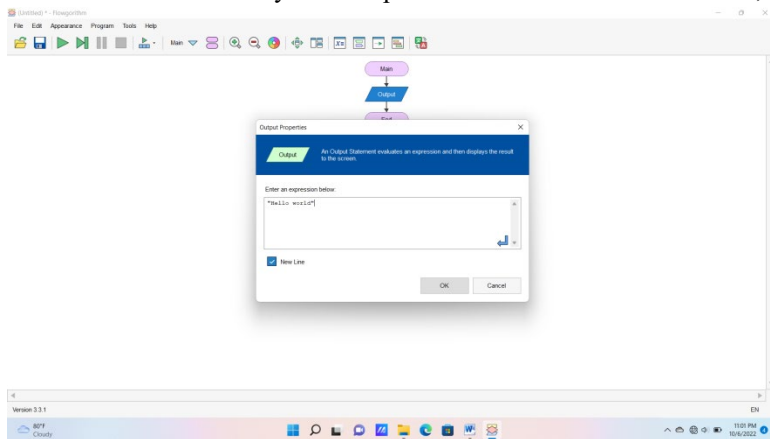 (Untitled) * - Flowgorithm
File Edit Appearance Program Tools Help
Main
Main
Output
End
Output Properties
Output
An Output Statement evaluates an expression and then displays the result
to the screen.
Enter an expression below:
"Hello world"
New Line
OK Cancel
Version 3.3.1
EN
80°F
Cloudy
11:01 PM
10/6/2022